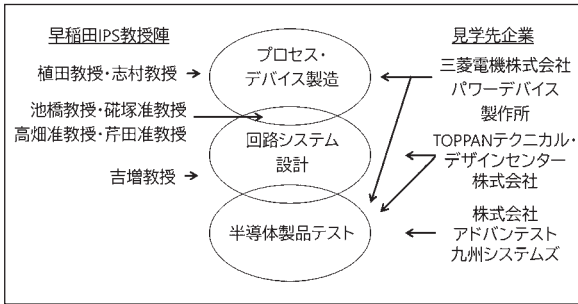 早稲田IPS教授陣
植田教授・志村教授
池橋教授・硴塚准教授
高畑准教授・芹田准教授
吉増教授
プロセス・
デバイス製造
回路システム
設計
半導体製品テスト
見学先企業
三菱電機株式会社
パワーデバイス
製作所
TOPPANテクニカル・
デザインセンター
株式会社
株式会社
アドバンテスト
九州システムズ